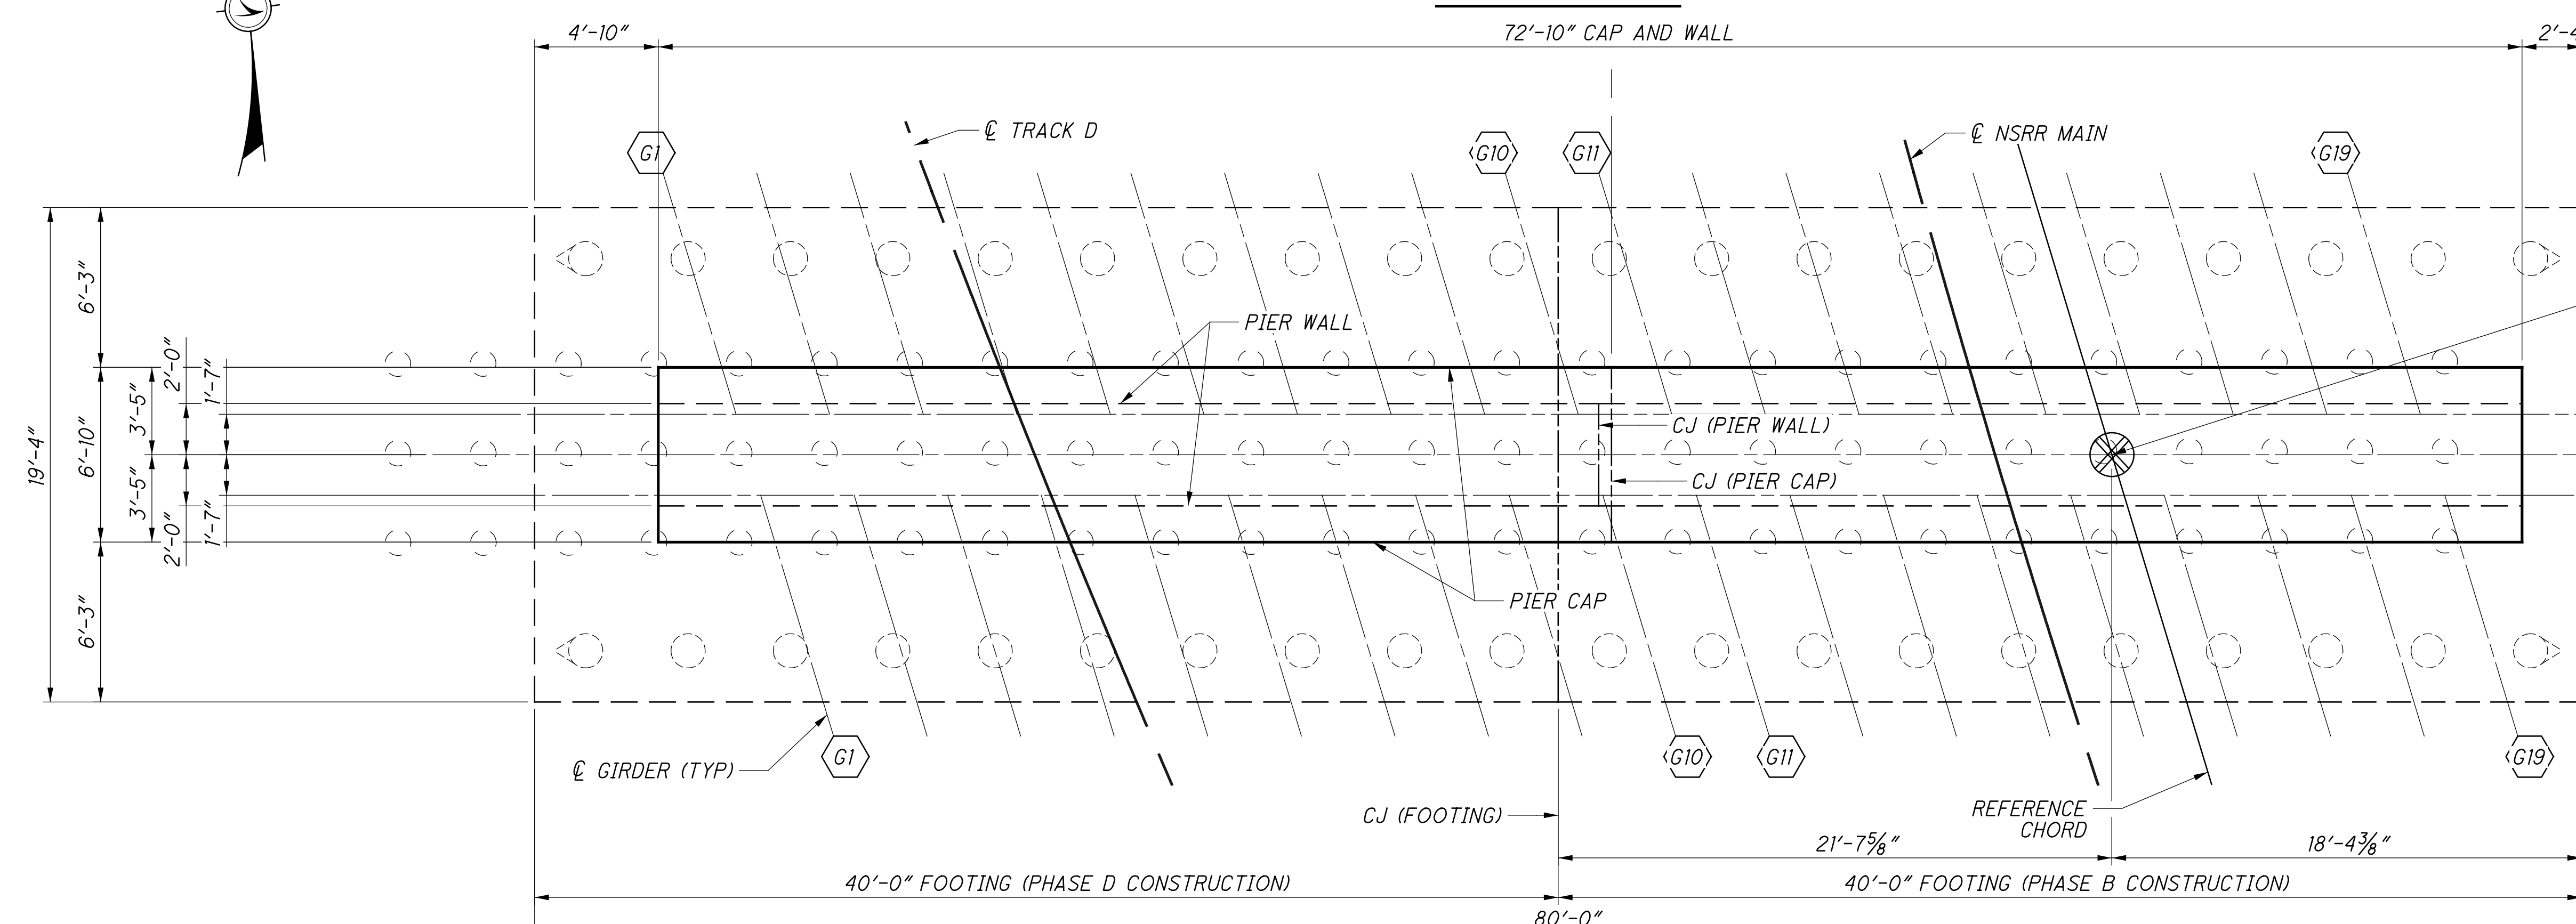 4'-10"
72'-10" CAP AND WALL
℄ TRACK D
℄ NSRR MAIN
G1
G10
G11
G19
PIER WALL
6'-3"
2'-0"
1'-7"
3'-5"
19'-4"
6'-10"
3'-5"
2'-0"
1'-7"
6'-3"
CJ (PIER WALL)
CJ (PIER CAP)
PIER CAP
℄ GIRDER (TYP)
G1
G10
G11
G19
CJ (FOOTING)
REFERENCE
CHORD
21'-7⅝"
18'-4⅜"
40'-0" FOOTING (PHASE D CONSTRUCTION)
40'-0" FOOTING (PHASE B CONSTRUCTION)
80'-0"